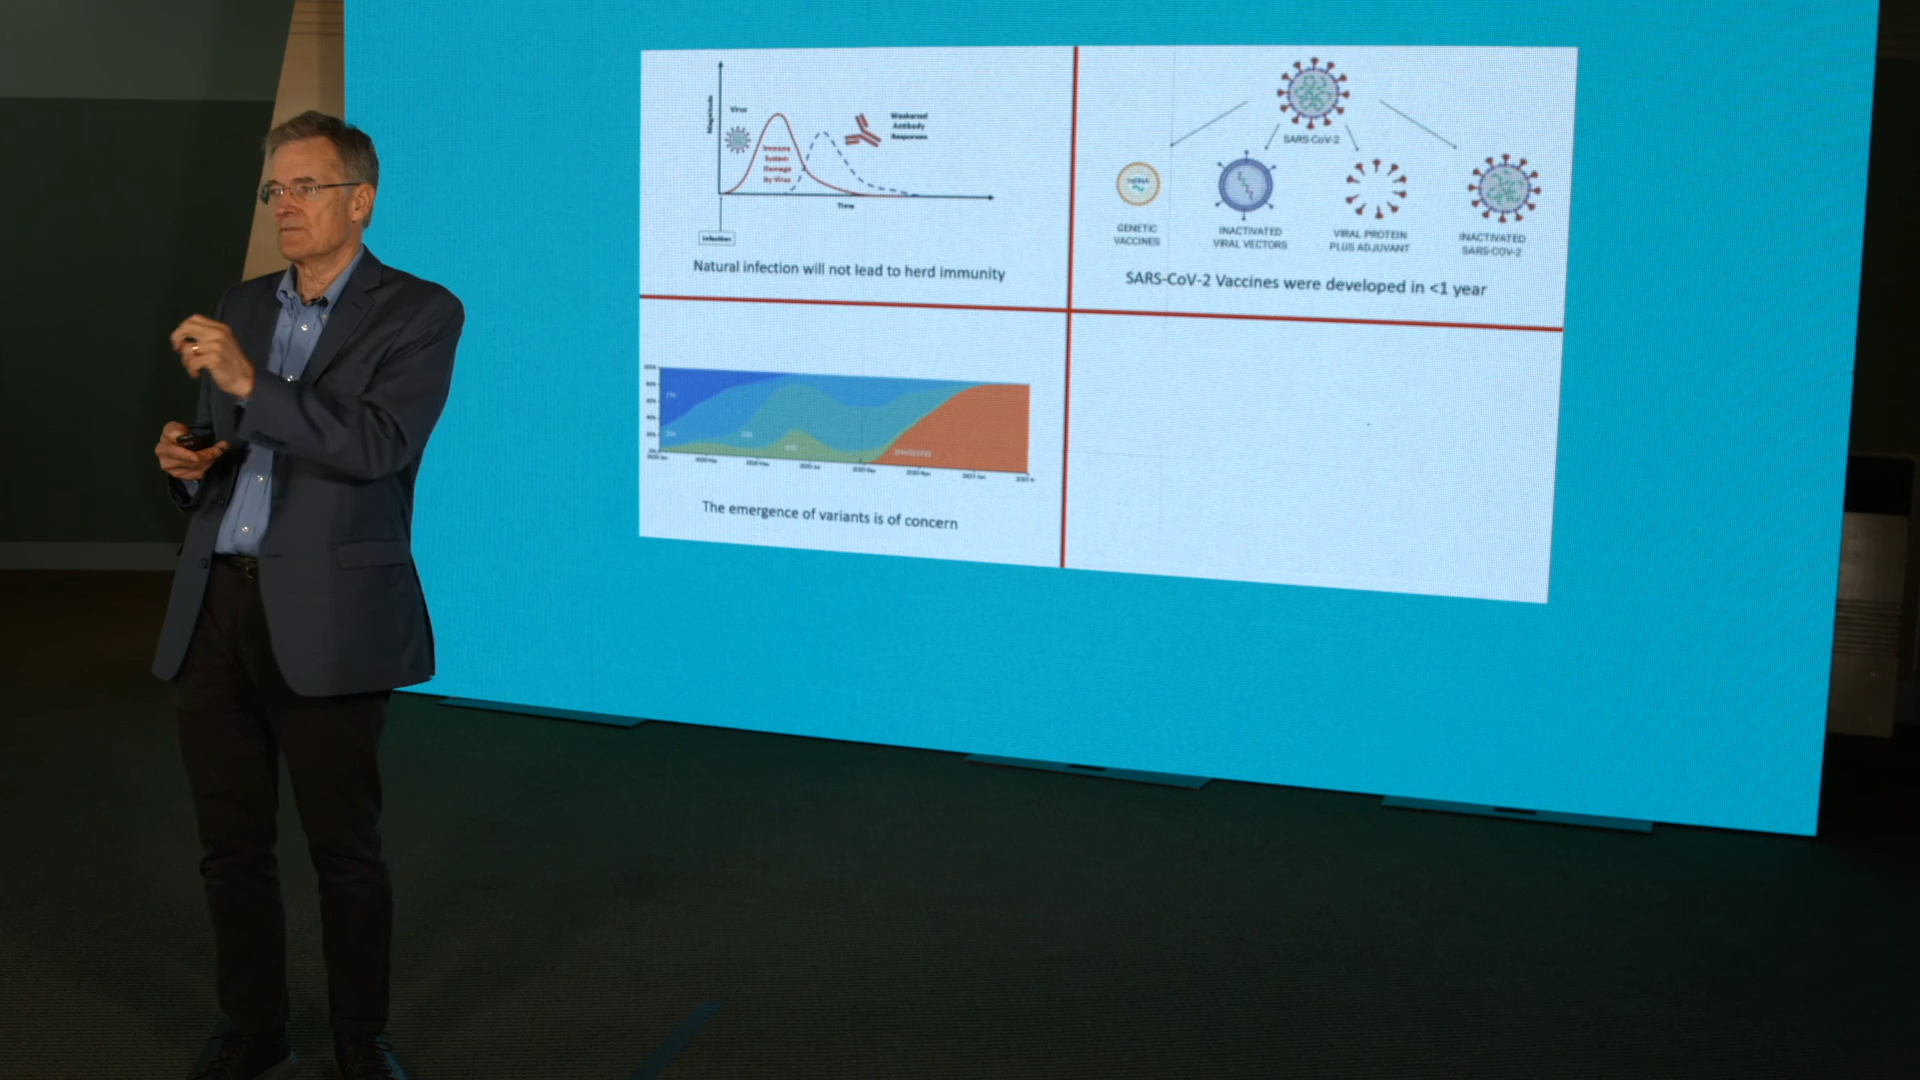 Magnitude
Virus
Immune
System
Damage
by Virus
Weakened
Antibody
Responses
Time
Infection
Natural infection will not lead to herd immunity
SARS-CoV-2
mRNA
GENETIC
VACCINES
INACTIVATED
VIRAL VECTORS
VIRAL PROTEIN
PLUS ADJUVANT
INACTIVATED
SARS-COV-2
SARS-CoV-2 Vaccines were developed in <1 year
The emergence of variants is of concern